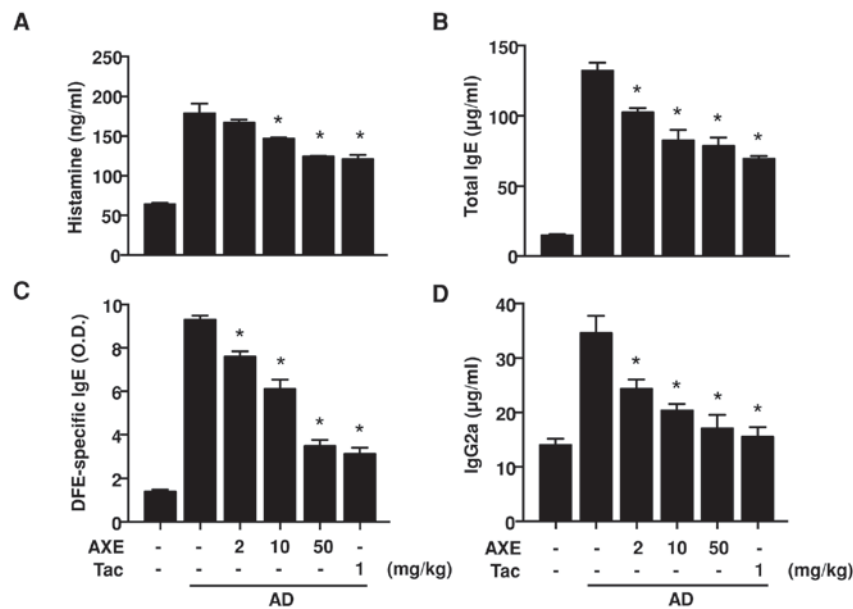 A
Histamine (ng/ml)
250
200
150
100
50
0
*
*
*
B
Total IgE (μg/ml)
150
100
50
0
*
*
*
*
C
DFE-specific IgE (O.D.)
10
8
6
4
2
0
*
*
*
*
D
IgG2a (μg/ml)
40
30
20
10
0
*
*
*
*
AXE - - 2 10 50 -
Tac - - - - - 1 (mg/kg)
AD
AXE - - 2 10 50 -
Tac - - - - - 1 (mg/kg)
AD